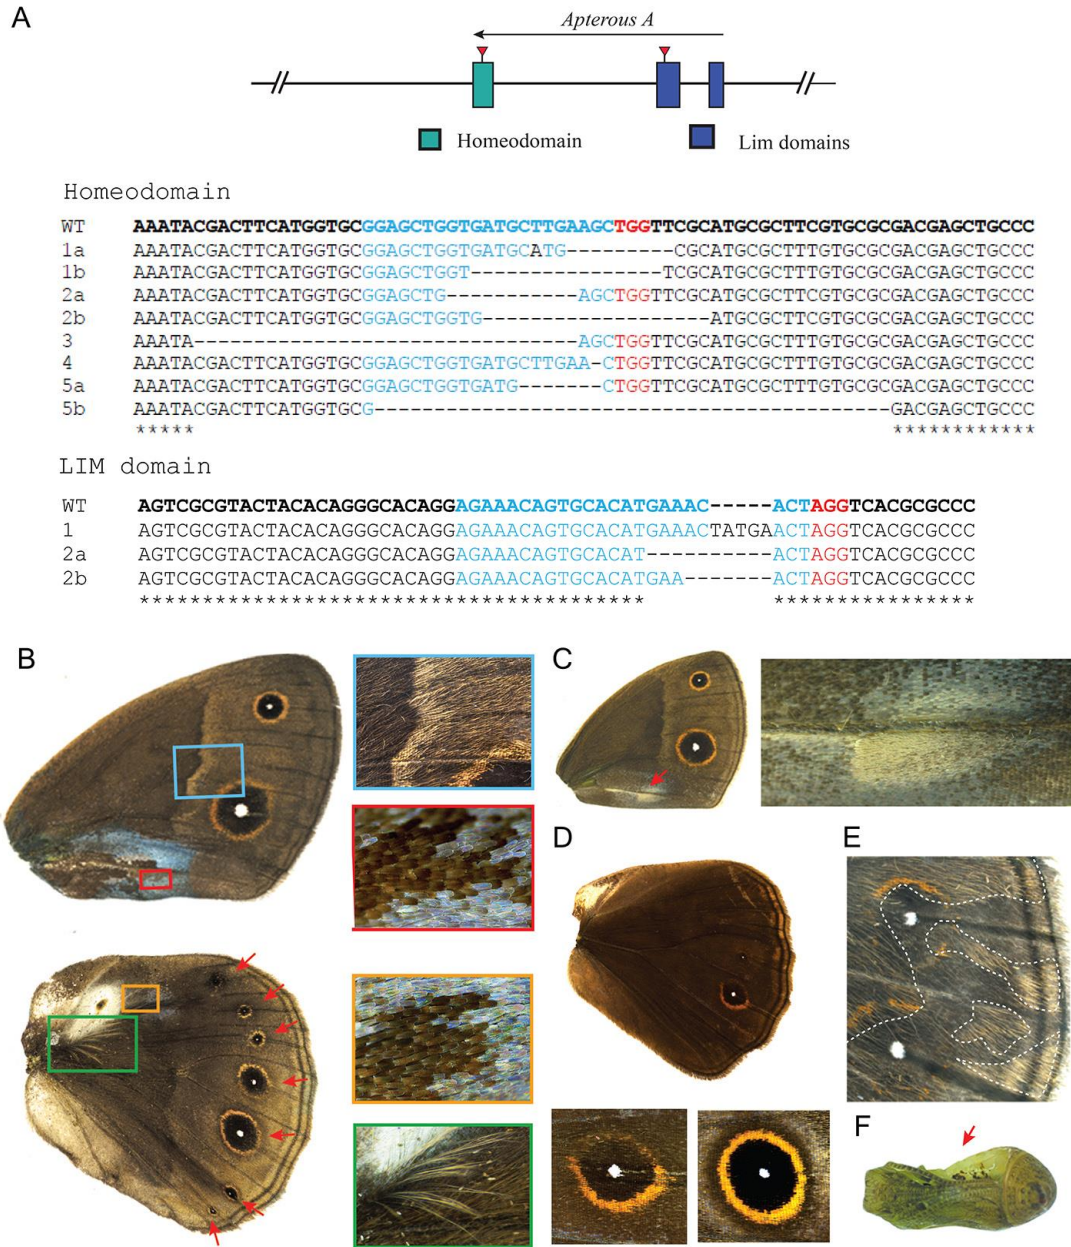 A
Apterous A
Homeodomain
Lim domains
Homeodomain
WT AAATACGACTTCATGGTGCGGAGCTGGTGATGCTTGAAGCTGGTTCGCATGCGCTTCGTGCGCGACGAGCTGCCC
1a AAATACGACTTCATGGTGCGGAGCTGGTGATGCATG---------CGCATGCGCTTTGTGCGCGACGAGCTGCCC
1b AAATACGACTTCATGGTGCGGAGCTGGT----------------TCGCATGCGCTTTGTGCGCGACGAGCTGCCC
2a AAATACGACTTCATGGTGCGGAGCTG-----------AGCTGGTTCGCATGCGCTTCGTGCGCGACGAGCTGCCC
2b AAATACGACTTCATGGTGCGGAGCTGGTG-------------------ATGCGCTTTGTGCGCGACGAGCTGCCC
3 AAATA--------------------------------AGCTGGTTCGCATGCGCTTTGTGCGCGACGAGCTGCCC
4 AAATACGACTTCATGGTGCGGAGCTGGTGATGCTTGAA-CTGGTTCGCATGCGCTTTGTGCGCGACGAGCTGCCC
5a AAATACGACTTCATGGTGCGGAGCTGGTGATG-------CTGGTTCGCATGCGCTTTGTGCGCGACGAGCTGCCC
5b AAATACGACTTCATGGTGCG-------------------------------------------GACGAGCTGCCC
***** ************
LIM domain
WT AGTCGCGTACTACACAGGGCACAGGAGAAACAGTGCACATGAAAC-----ACTAGGTCACGCGCCC
1 AGTCGCGTACTACACAGGGCACAGGAGAAACAGTGCACATGAAACTATGAACTAGGTCACGCGCCC
2a AGTCGCGTACTACACAGGGCACAGGAGAAACAGTGCACAT----------ACTAGGTCACGCGCCC
2b AGTCGCGTACTACACAGGGCACAGGAGAAACAGTGCACATGAA-------ACTAGGTCACGCGCCC
**************************************** ****************
B
C
D
E
F